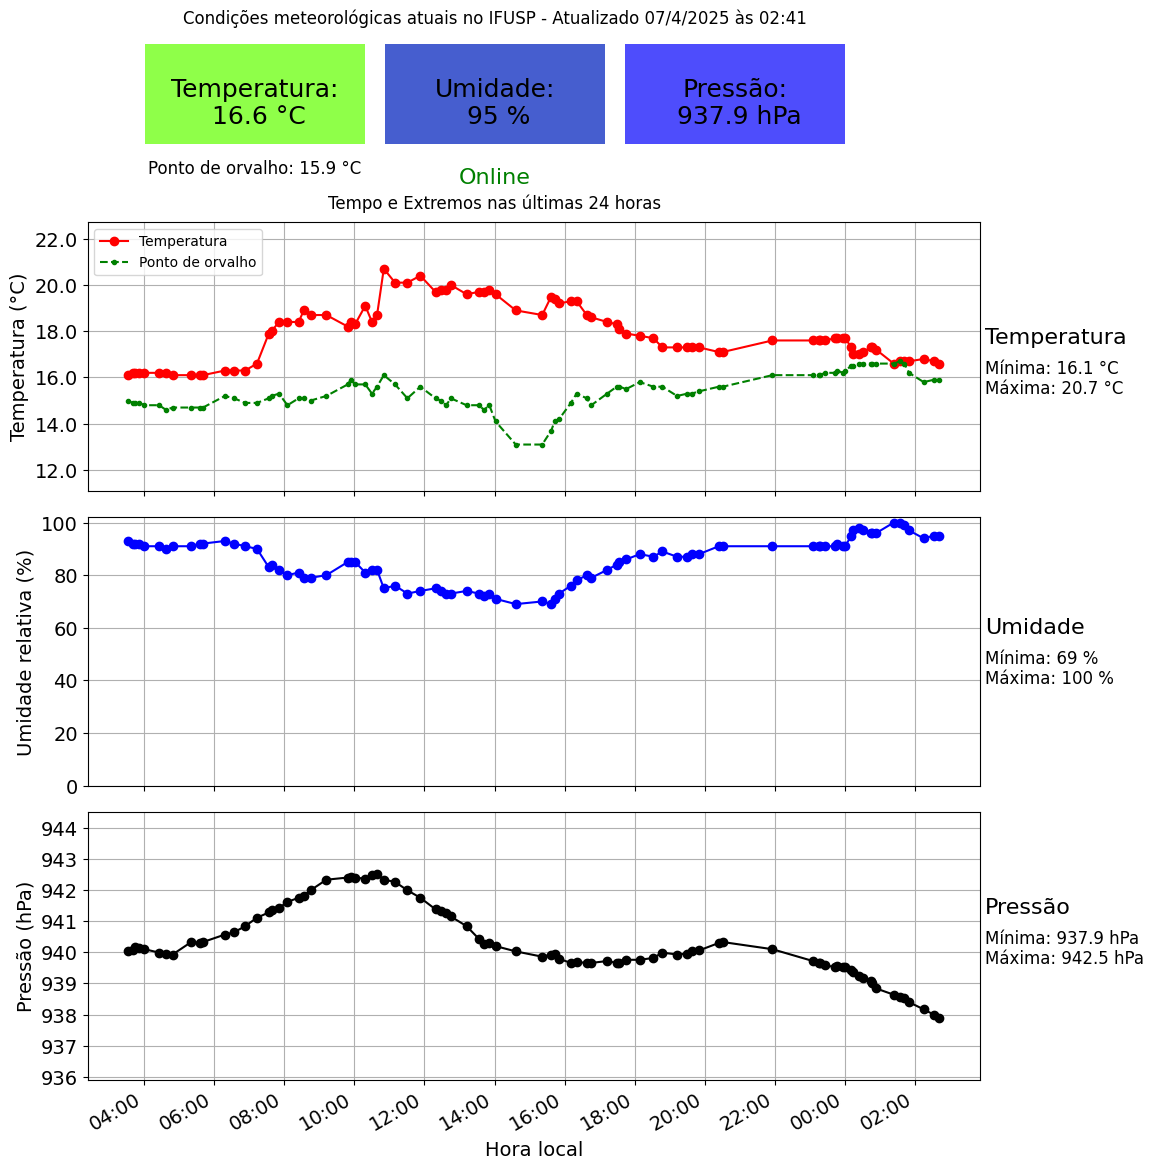 Condições meteorológicas atuais no IFUSP - Atualizado 07/4/2025 às 02:41
Temperatura:
16.6 °C
Umidade:
95 %
Pressão:
937.9 hPa
Ponto de orvalho: 15.9 °C
Online
Tempo e Extremos nas últimas 24 horas
Temperatura (°C)
22.0
20.0
18.0
16.0
14.0
12.0
Temperatura
Ponto de orvalho
Temperatura
Mínima: 16.1 °C
Máxima: 20.7 °C
Umidade relativa (%)
100
80
60
40
20
0
Umidade
Mínima: 69 %
Máxima: 100 %
Pressão (hPa)
944
943
942
941
940
939
938
937
936
Pressão
Mínima: 937.9 hPa
Máxima: 942.5 hPa
04:00
06:00
08:00
10:00
12:00
14:00
16:00
18:00
20:00
22:00
00:00
02:00
Hora local